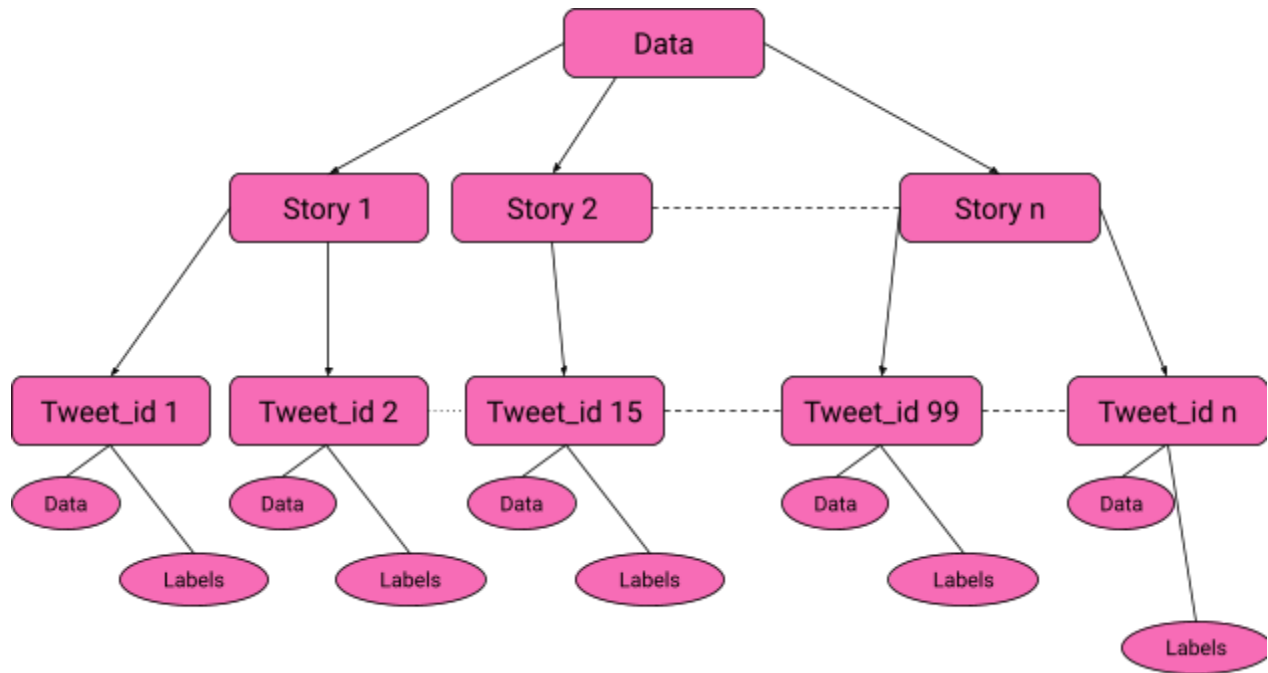 Data
Story 1
Story 2
Story n
Tweet_id 1
Tweet_id 2
Tweet_id 15
Tweet_id 99
Tweet_id n
Data
Data
Data
Data
Data
Labels
Labels
Labels
Labels
Labels